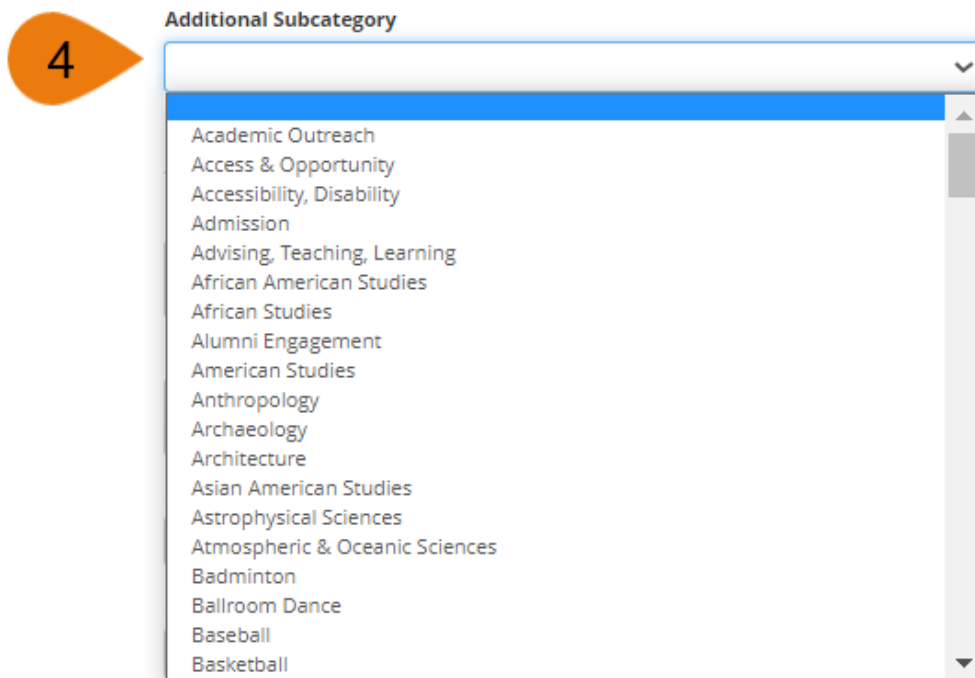 Additional Subcategory
4
Academic Outreach
Access & Opportunity
Accessibility, Disability
Admission
Advising, Teaching, Learning
African American Studies
African Studies
Alumni Engagement
American Studies
Anthropology
Archaeology
Architecture
Asian American Studies
Astrophysical Sciences
Atmospheric & Oceanic Sciences
Badminton
Ballroom Dance
Baseball
Basketball